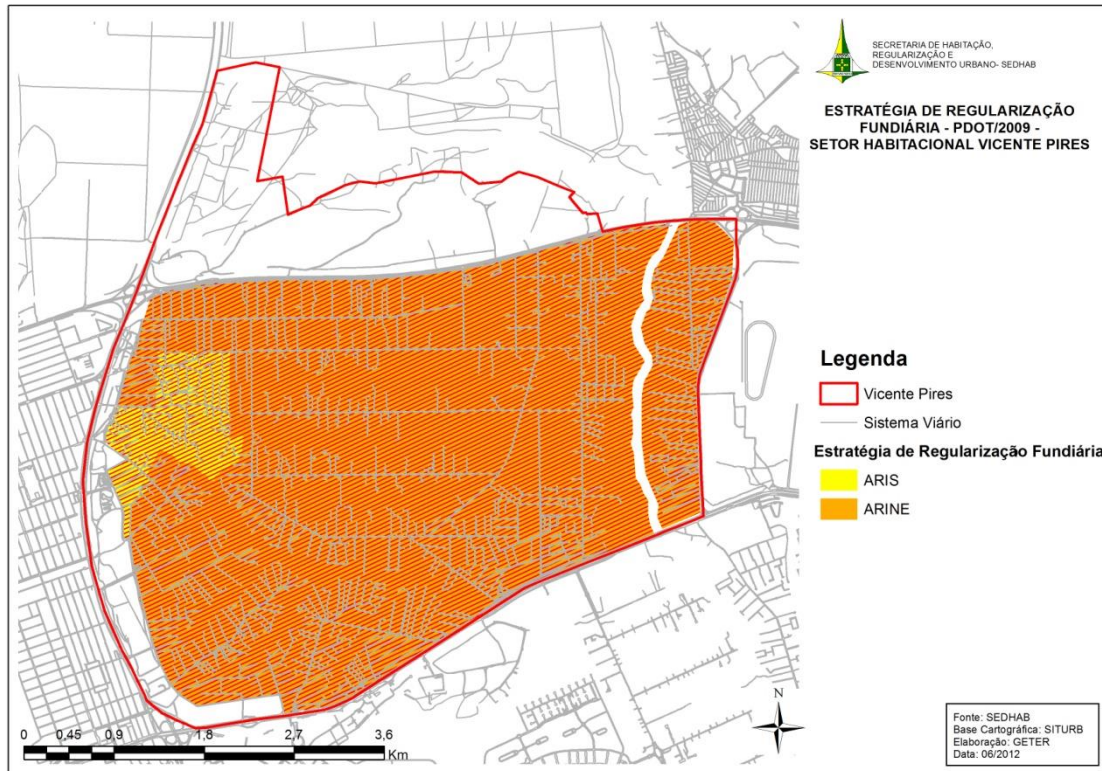 SECRETARIA DE HABITAÇÃO,
REGULARIZAÇÃO E
DESENVOLVIMENTO URBANO- SEDHAB
ESTRATÉGIA DE REGULARIZAÇÃO
FUNDIÁRIA - PDOT/2009 -
SETOR HABITACIONAL VICENTE PIRES
Legenda
Vicente Pires
Sistema Viário
Estratégia de Regularização Fundiária
ARIS
ARINE
N
0 0,45 0,9 1,8 2,7 3,6
Km
Fonte: SEDHAB
Base Cartográfica: SITURB
Elaboração: GETER
Data: 06/2012